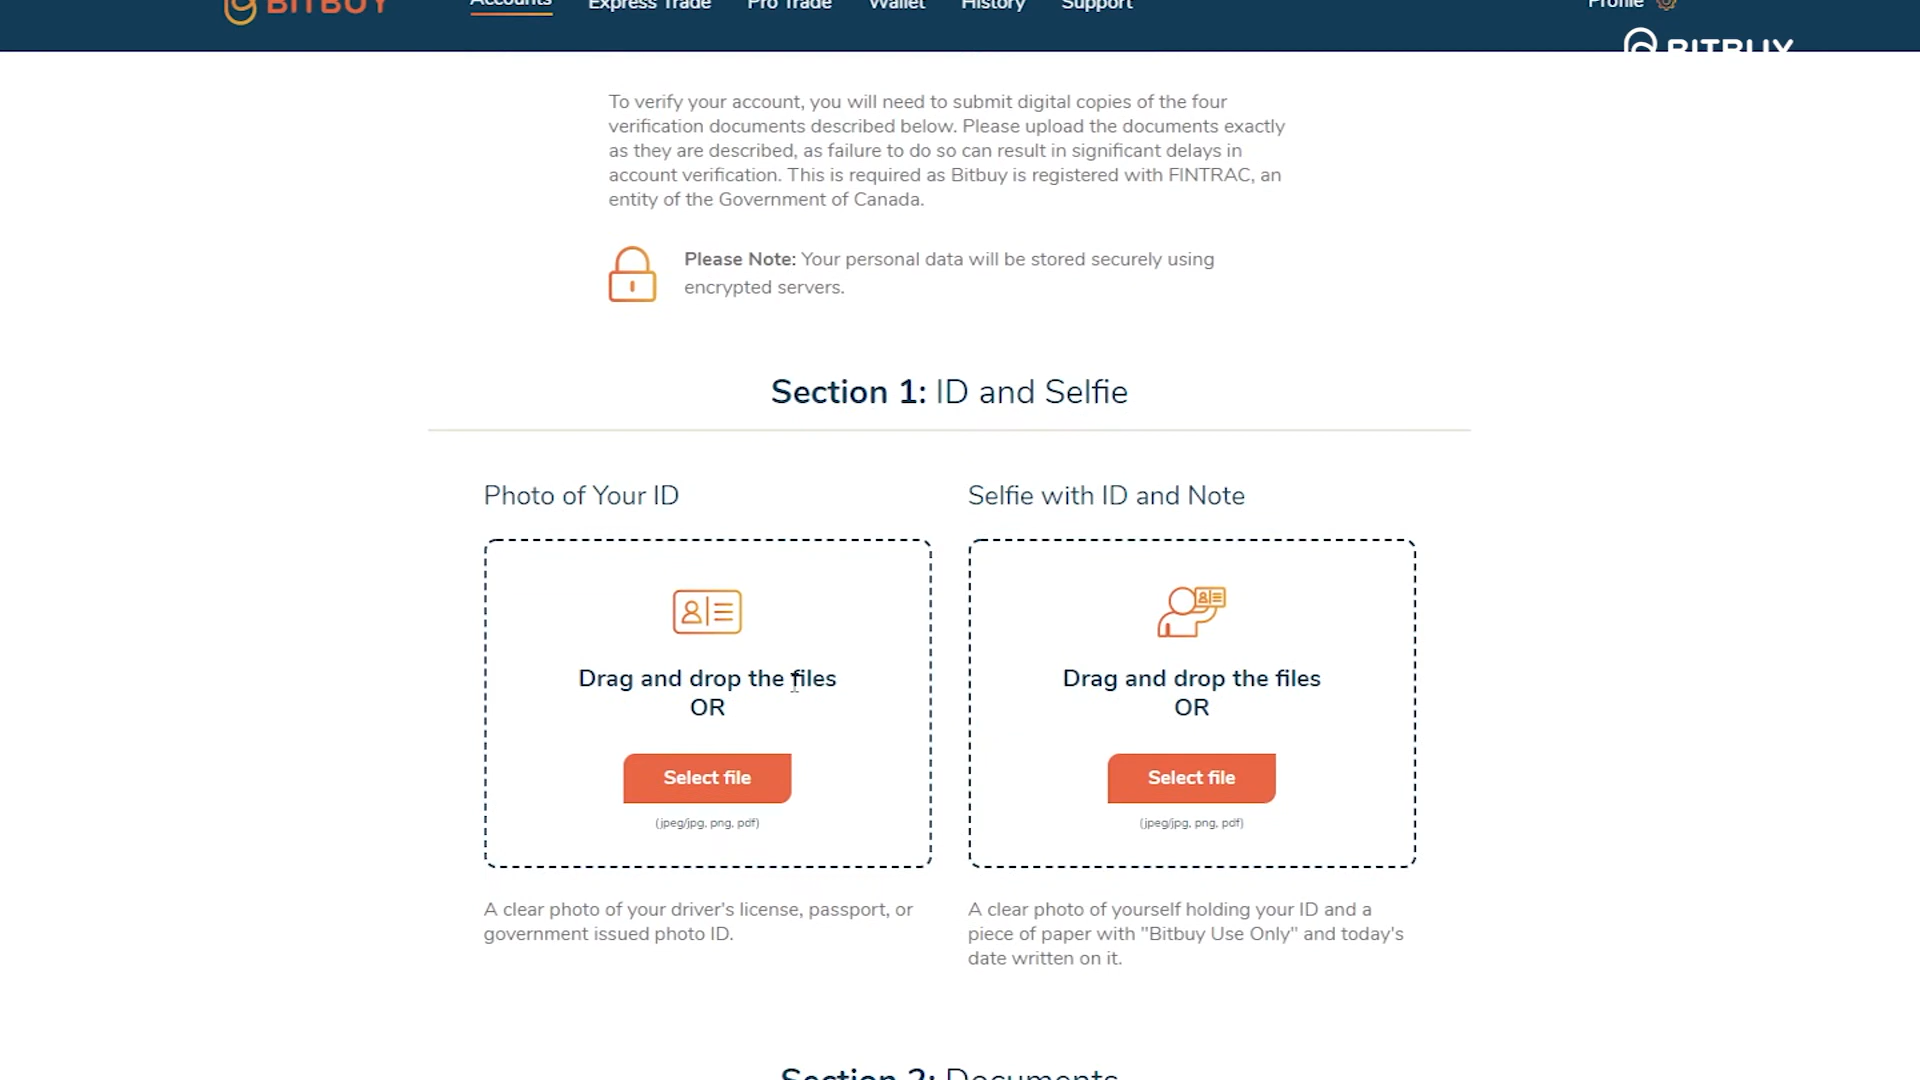 BITBUY
Accounts
Express Trade
Pro Trade
Wallet
History
Support
Profile
BITBUY
To verify your account, you will need to submit digital copies of the four
verification documents described below. Please upload the documents exactly
as they are described, as failure to do so can result in significant delays in
account verification. This is required as Bitbuy is registered with FINTRAC, an
entity of the Government of Canada.
Please Note: Your personal data will be stored securely using
encrypted servers.
Section 1: ID and Selfie
Photo of Your ID
Drag and drop the files
OR
Select file
(jpeg/jpg, png, pdf)
A clear photo of your driver's license, passport, or
government issued photo ID.
Selfie with ID and Note
Drag and drop the files
OR
Select file
(jpeg/jpg, png, pdf)
A clear photo of yourself holding your ID and a
piece of paper with "Bitbuy Use Only" and today's
date written on it.
Section 2: Documents